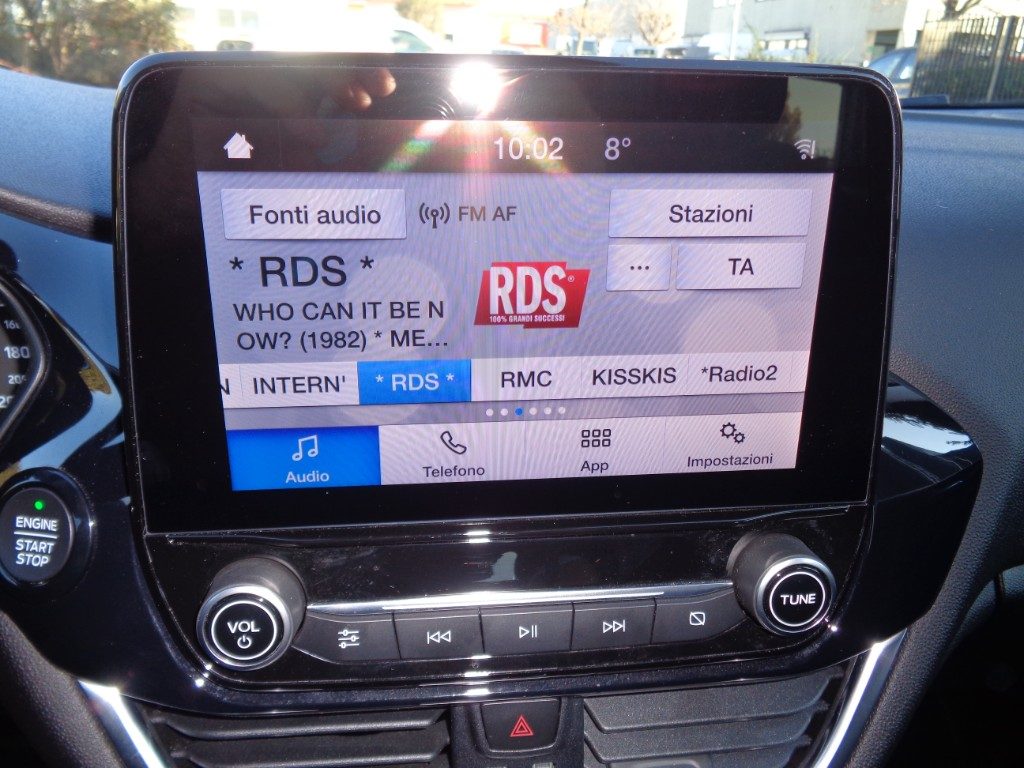 10:02 8°
Fonti audio FM AF Stazioni
* RDS *
... TA
WHO CAN IT BE N
OW? (1982) * ME...
RDS®
100% GRANDI SUCCESSI
N INTERN' * RDS * RMC KISSKIS *Radio2
Audio Telefono App Impostazioni
180
ENGINE
START
STOP
VOL
TUNE